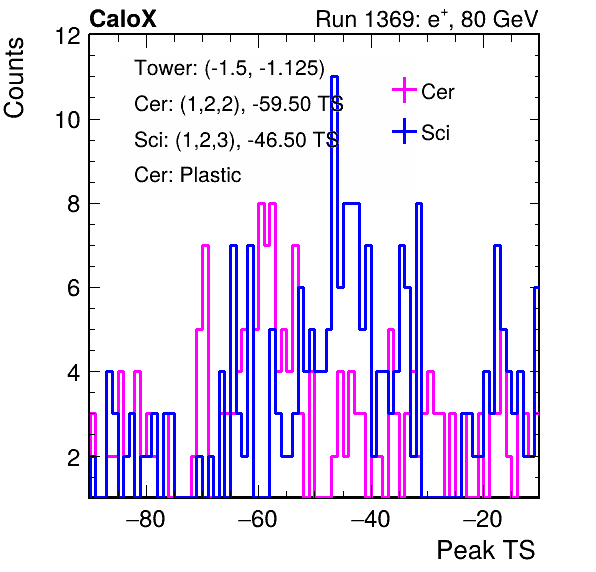 CaloX Run 1369: e⁺, 80 GeV
Counts
12
10
8
6
4
2
Tower: (-1.5, -1.125)
Cer: (1,2,2), -59.50 TS
Sci: (1,2,3), -46.50 TS
Cer: Plastic
Cer
Sci
−80 −60 −40 −20
Peak TS